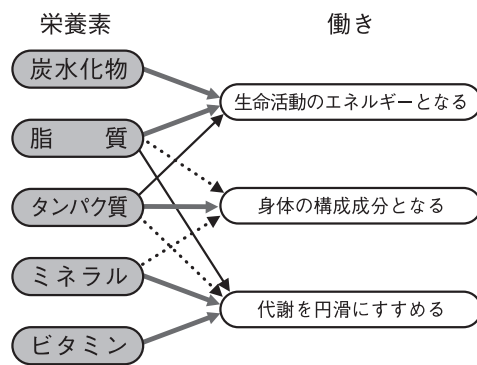 栄養素
働き
炭水化物
脂質
タンパク質
ミネラル
ビタミン
生命活動のエネルギーとなる
身体の構成成分となる
代謝を円滑にすすめる